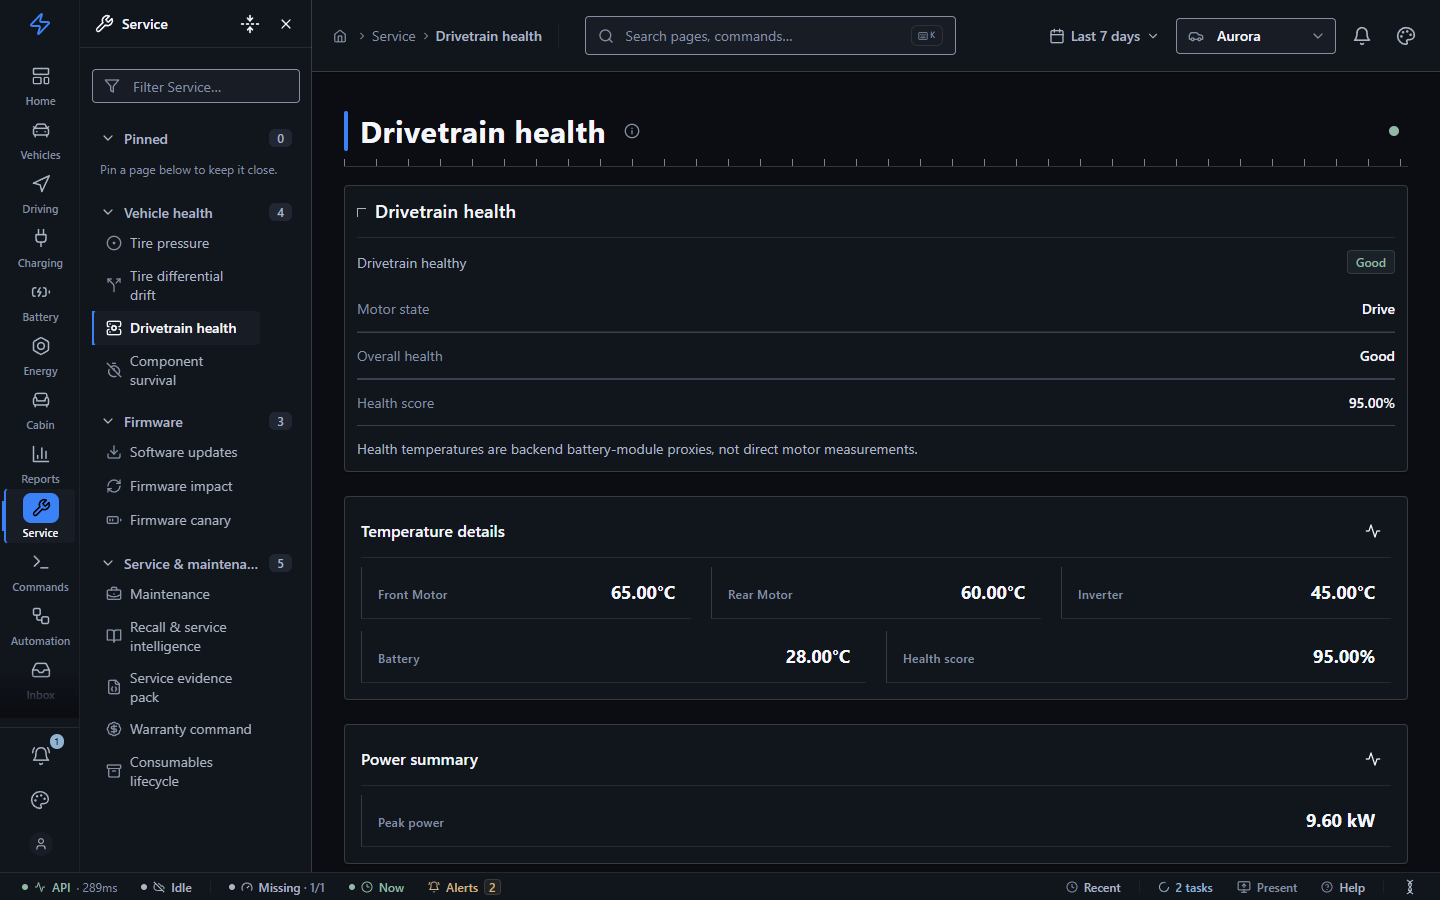 Home
Vehicles
Driving
Charging
Battery
Energy
Cabin
Reports
Service
Commands
Automation
Inbox
1
Service
Filter Service...
Pinned 0
Pin a page below to keep it close.
Vehicle health 4
Tire pressure
Tire differential
drift
Drivetrain health
Component
survival
Firmware 3
Software updates
Firmware impact
Firmware canary
Service & maintena... 5
Maintenance
Recall & service
intelligence
Service evidence
pack
Warranty command
Consumables
lifecycle
Service > Drivetrain health
Search pages, commands... K
Last 7 days
Aurora
Drivetrain health
Drivetrain health
Drivetrain healthy Good
Motor state Drive
Overall health Good
Health score 95.00%
Health temperatures are backend battery-module proxies, not direct motor measurements.
Temperature details
Front Motor 65.00°C
Rear Motor 60.00°C
Inverter 45.00°C
Battery 28.00°C
Health score 95.00%
Power summary
Peak power 9.60 kW
API · 289ms Idle Missing · 1/1 Now Alerts 2 Recent 2 tasks Present Help